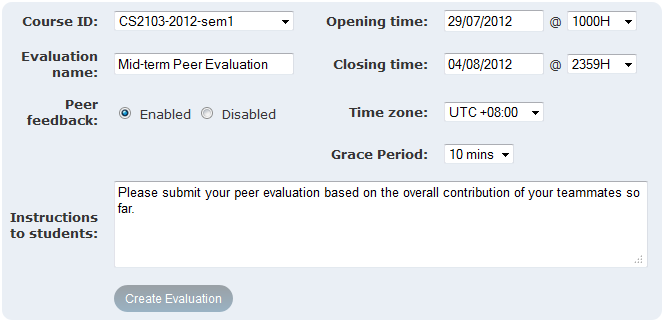 Course ID: CS2103-2012-sem1 Opening time: 29/07/2012 @ 1000H
Evaluation name: Mid-term Peer Evaluation Closing time: 04/08/2012 @ 2359H
Peer feedback: Enabled Disabled Time zone: UTC +08:00
Grace Period: 10 mins
Instructions to students:
Please submit your peer evaluation based on the overall contribution of your teammates so
far.
Create Evaluation